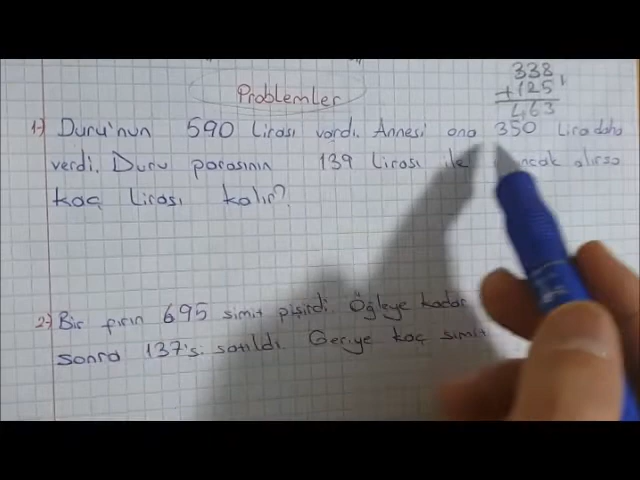 Problemler
338
+125
463
1-) Duru'nun 590 lirası vardı. Annesi ona 350 lira daha
verdi. Duru parasının 139 lirası ile alırsa
kaç lirası kalır?
2-) Bir fırın 695 simit pişirdi. Öğleye kadar
sonra 137'si satıldı. Geriye kaç simit